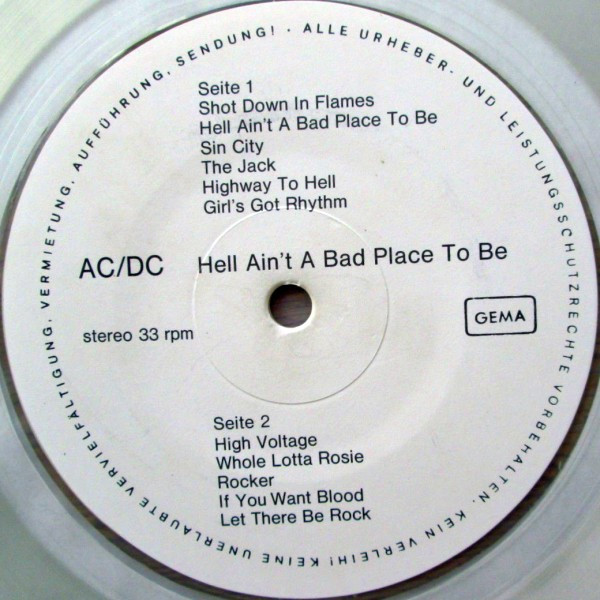 ALLE URHEBER- UND LEISTUNGSSCHUTZRECHTE VORBEHALTEN. KEIN VERLEIH! KEINE UNERLAUBTE VERVIELFÄLTIGUNG, VERMIETUNG, AUFFÜHRUNG, SENDUNG! ·
Seite 1
Shot Down In Flames
Hell Ain't A Bad Place To Be
Sin City
The Jack
Highway To Hell
Girl's Got Rhythm
AC/DC Hell Ain't A Bad Place To Be
stereo 33 rpm
GEMA
Seite 2
High Voltage
Whole Lotta Rosie
Rocker
If You Want Blood
Let There Be Rock